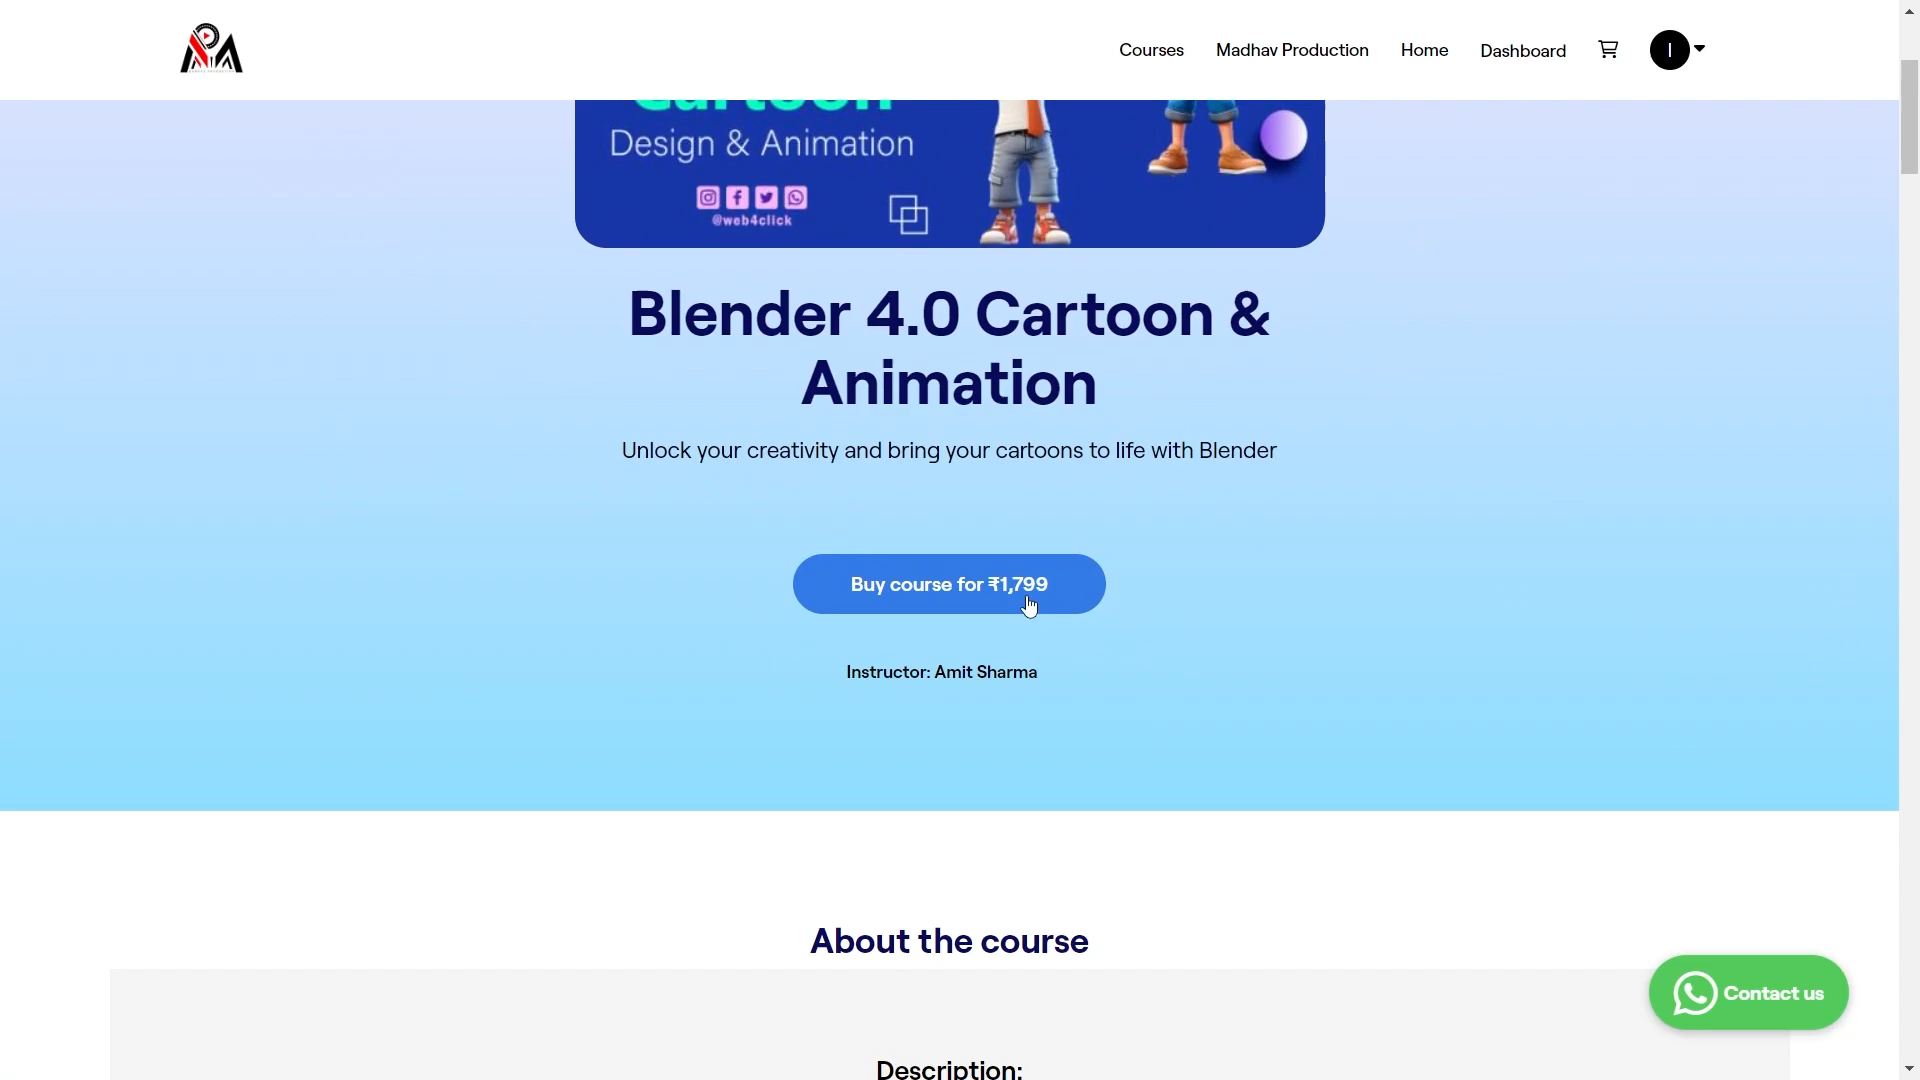 Courses
Madhav Production
Home
Dashboard
I
Cartoon
Design & Animation
@web4click
Blender 4.0 Cartoon &
Animation
Unlock your creativity and bring your cartoons to life with Blender
Buy course for ₹1,799
Instructor: Amit Sharma
About the course
Contact us
Description: